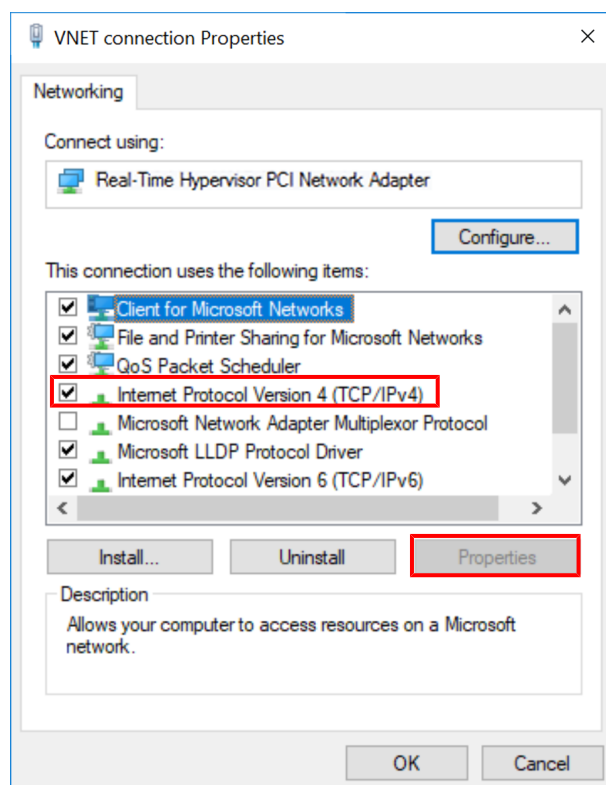 VNET connection Properties
Networking
Connect using:
Real-Time Hypervisor PCI Network Adapter
Configure...
This connection uses the following items:
Client for Microsoft Networks
File and Printer Sharing for Microsoft Networks
QoS Packet Scheduler
Internet Protocol Version 4 (TCP/IPv4)
Microsoft Network Adapter Multiplexor Protocol
Microsoft LLDP Protocol Driver
Internet Protocol Version 6 (TCP/IPv6)
Install...
Uninstall
Properties
Description
Allows your computer to access resources on a Microsoft
network.
OK
Cancel